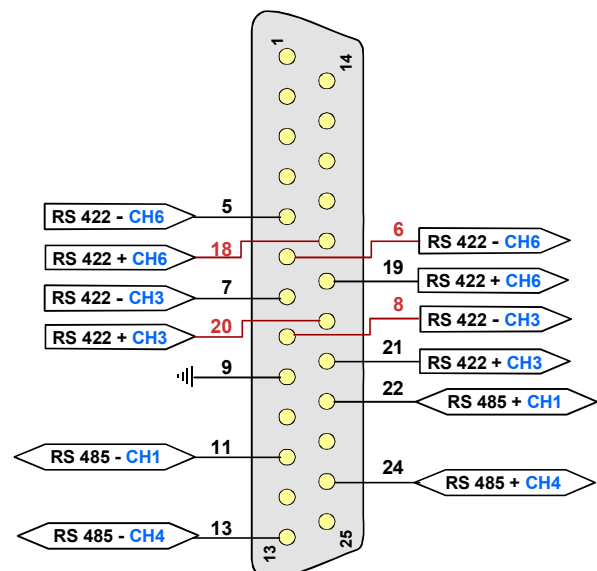 1
14
5
RS 422 - CH6
6
RS 422 - CH6
18
RS 422 + CH6
19
RS 422 + CH6
7
RS 422 - CH3
8
RS 422 - CH3
20
RS 422 + CH3
21
RS 422 + CH3
9
22
RS 485 + CH1
11
RS 485 - CH1
24
RS 485 + CH4
13
RS 485 - CH4
13
25